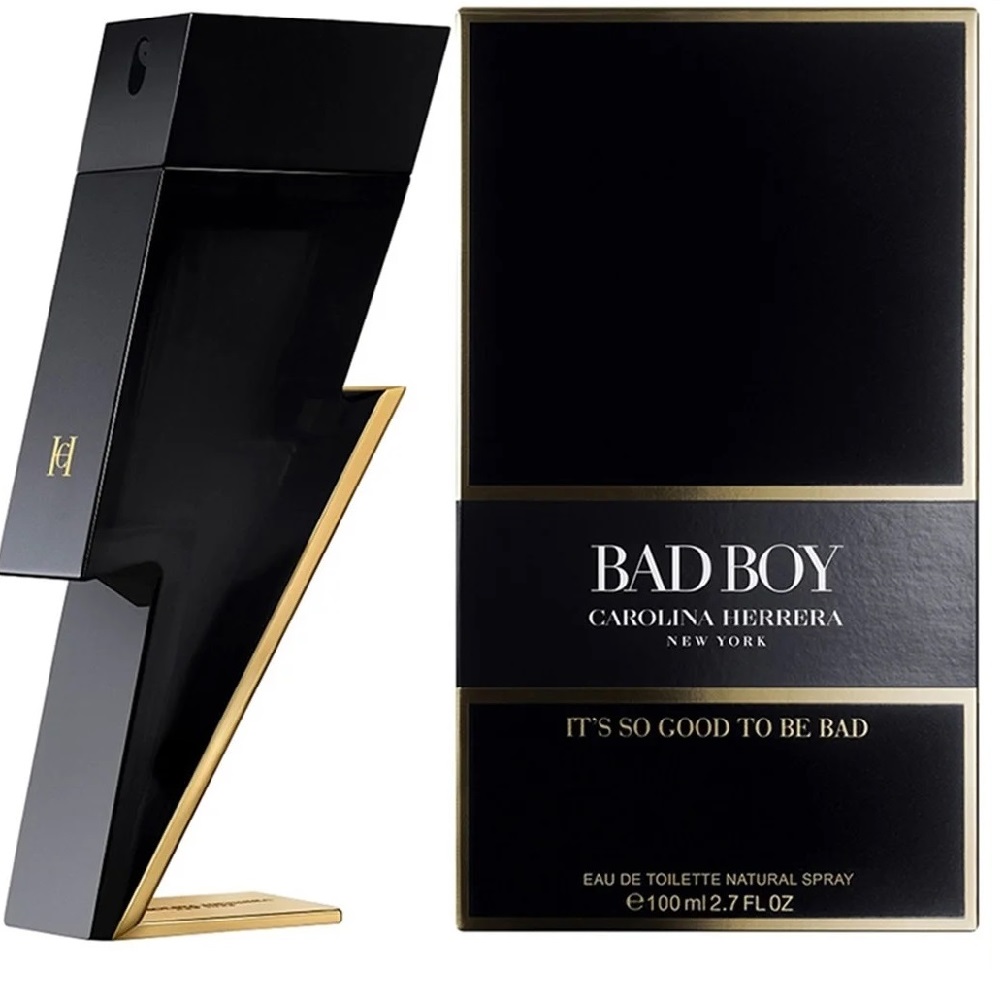 CH
BAD BOY
CAROLINA HERRERA
NEW YORK
IT'S SO GOOD TO BE BAD
EAU DE TOILETTE NATURAL SPRAY
℮100 ml 2.7 FL OZ